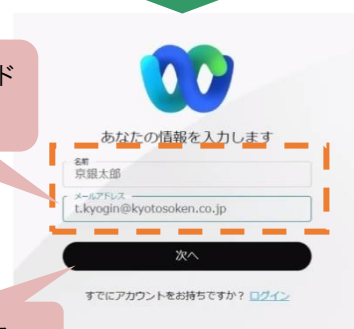 ド
あなたの情報を入力します
名前
京銀太郎
メールアドレス
t.kyogin@kyotosoken.co.jp
次へ
すでにアカウントをお持ちですか？ ログイン